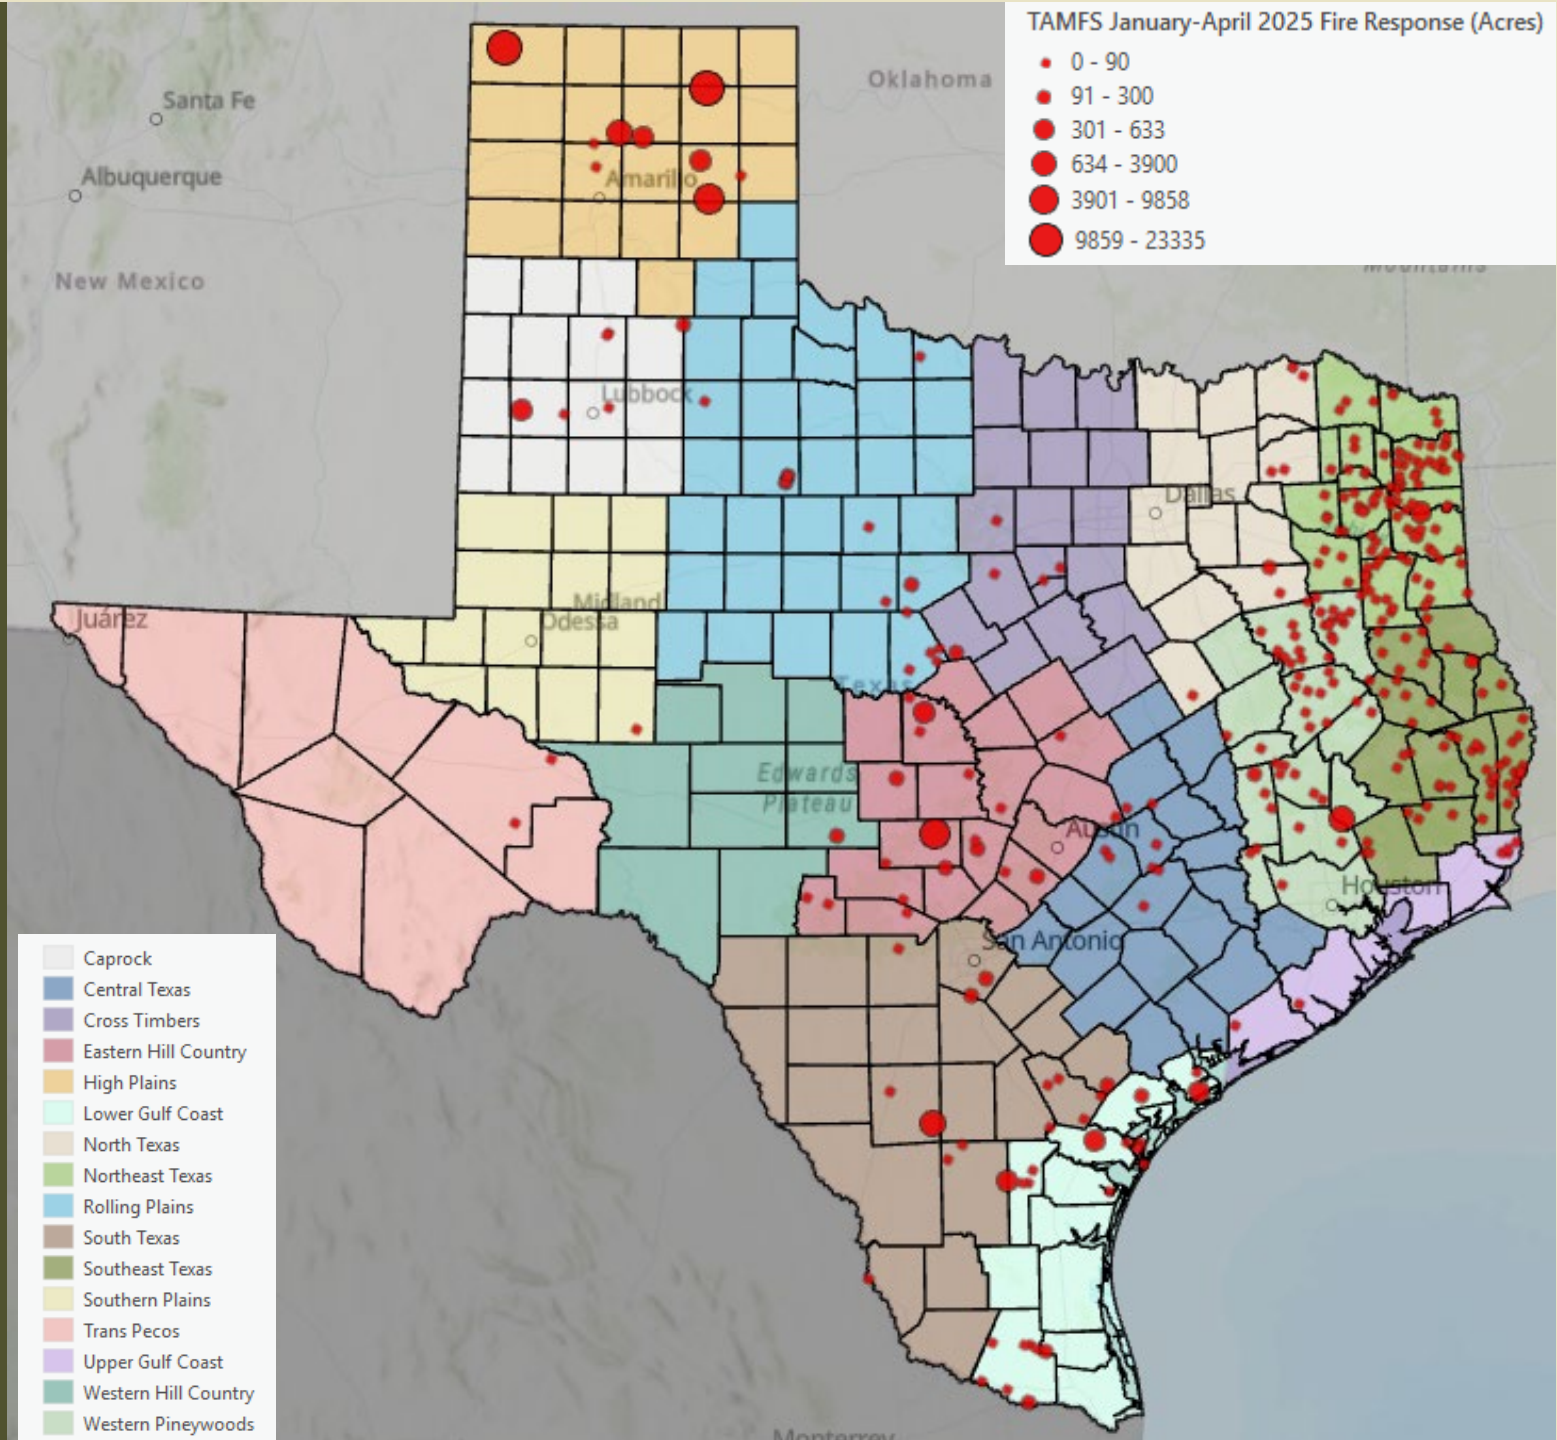 TAMFS January-April 2025 Fire Response (Acres)
0 - 90
91 - 300
301 - 633
634 - 3900
3901 - 9858
9859 - 23335
Oklahoma
Santa Fe
Albuquerque
Amarillo
New Mexico
Mountains
Lubbock
Dallas
Midland
Odessa
Juárez
Texas
Edwards
Plateau
Austin
Houston
San Antonio
Monterrey
Caprock
Central Texas
Cross Timbers
Eastern Hill Country
High Plains
Lower Gulf Coast
North Texas
Northeast Texas
Rolling Plains
South Texas
Southeast Texas
Southern Plains
Trans Pecos
Upper Gulf Coast
Western Hill Country
Western Pineywoods